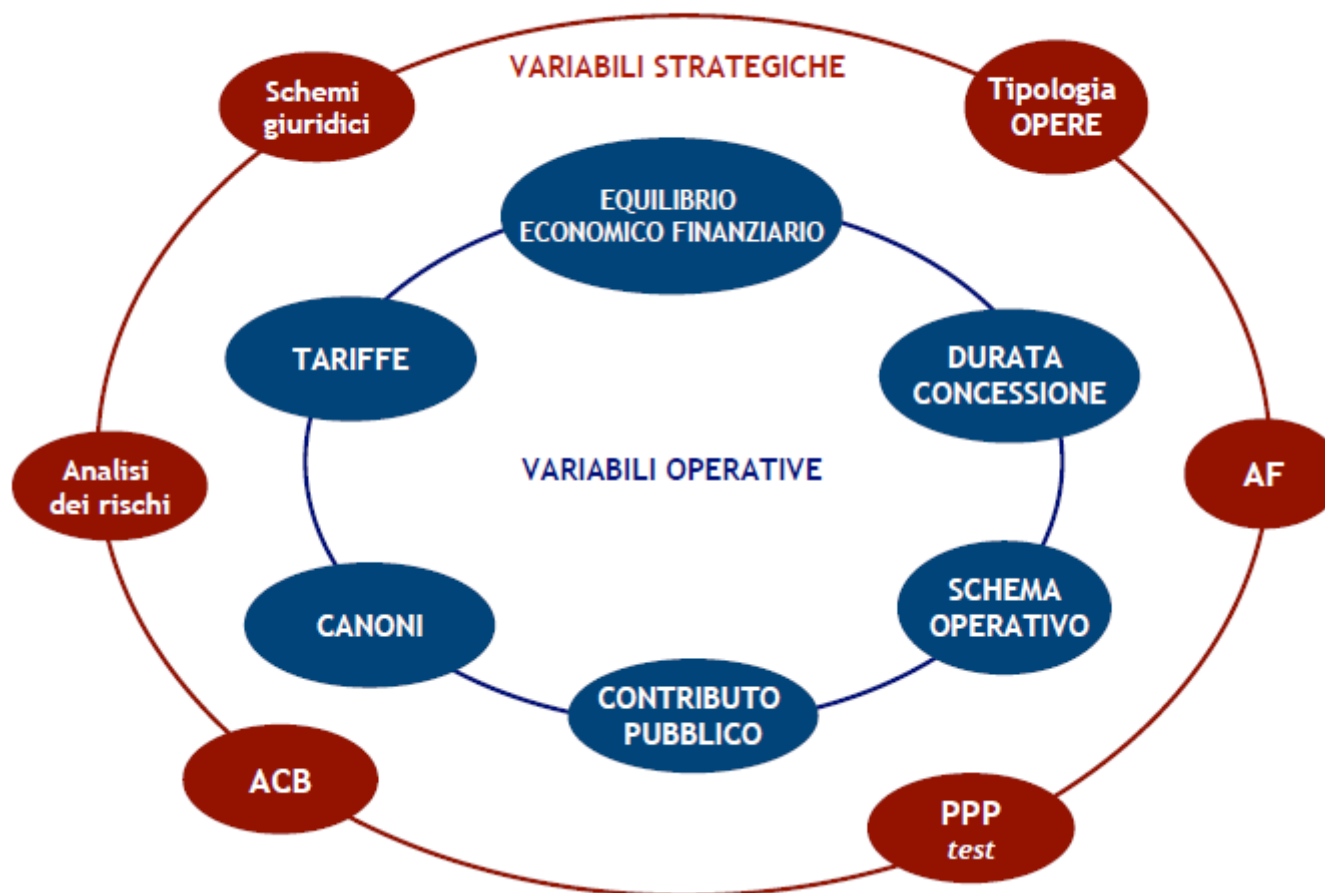 VARIABILI STRATEGICHE
Schemi
giuridici
Tipologia
OPERE
EQUILIBRIO
ECONOMICO FINANZIARIO
TARIFFE
DURATA
CONCESSIONE
VARIABILI OPERATIVE
Analisi
dei rischi
AF
CANONI
SCHEMA
OPERATIVO
CONTRIBUTO
PUBBLICO
ACB
PPP
test